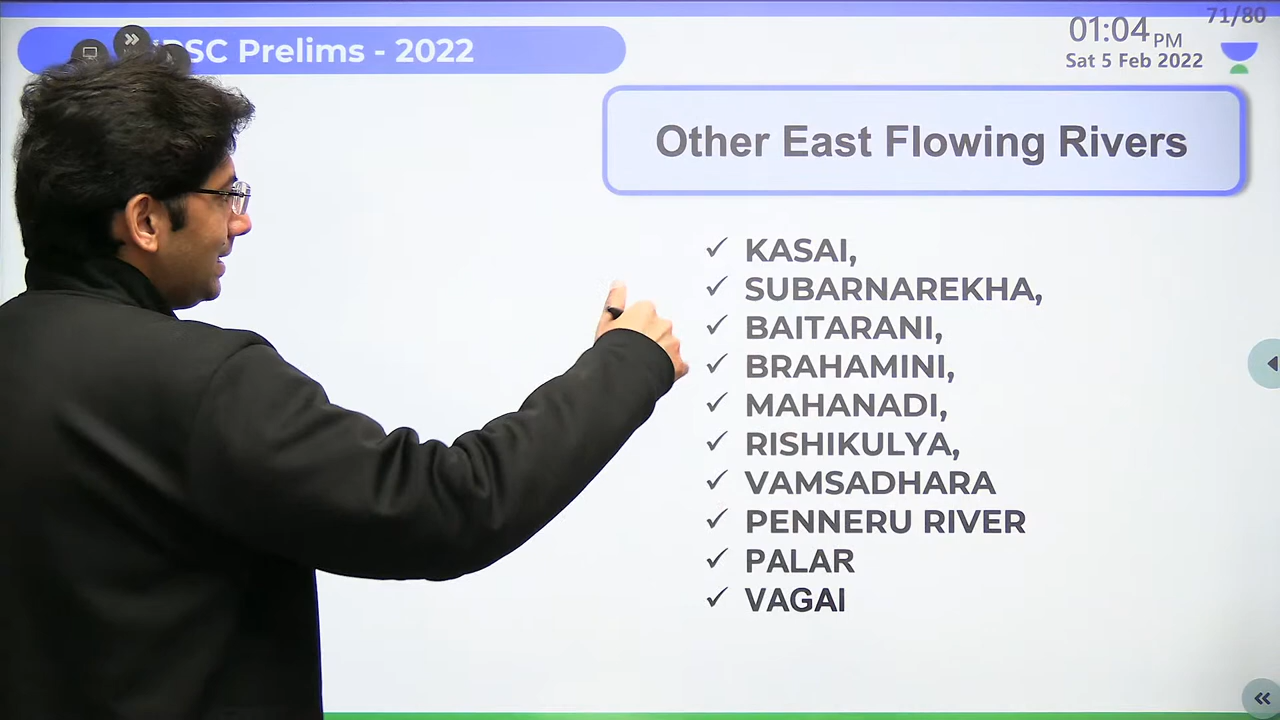 71/80
01:04 PM
Sat 5 Feb 2022
PSC Prelims - 2022
Other East Flowing Rivers
✓ KASAI,
✓ SUBARNAREKHA,
✓ BAITARANI,
✓ BRAHAMINI,
✓ MAHANADI,
✓ RISHIKULYA,
✓ VAMSADHARA
✓ PENNERU RIVER
✓ PALAR
✓ VAGAI